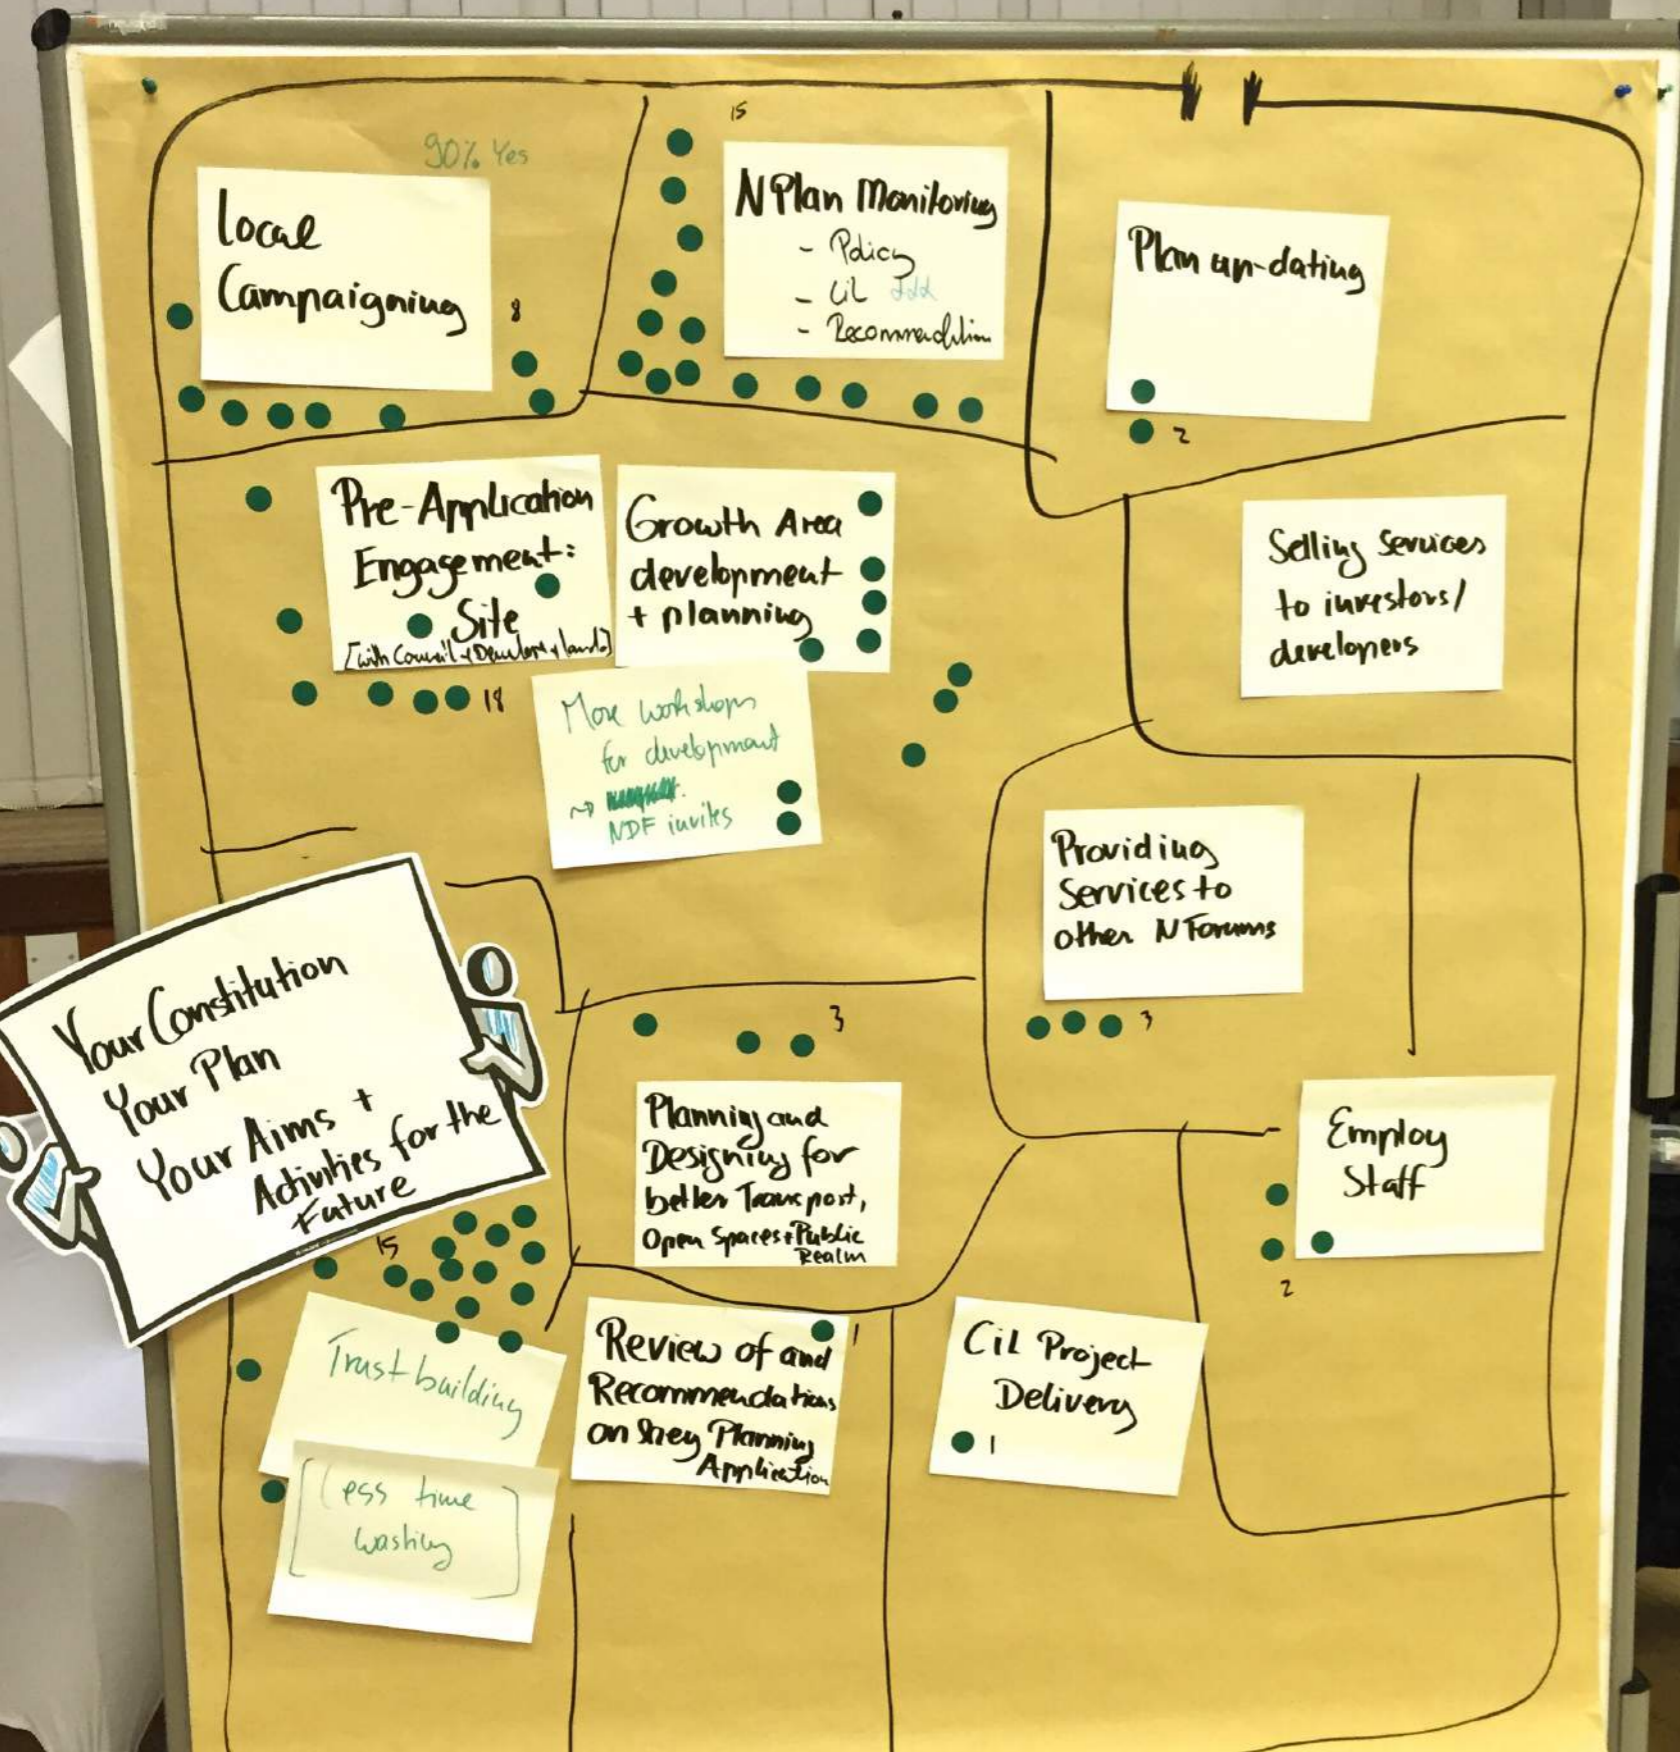 90% Yes
Local
Campaigning
8
15
N Plan Monitoring
- Policy
- CiL
- Recommendation
Plan up-dating
2
Pre-Application
Engagement:
Site
[with Council +
18
Growth Area
development
+ planning
More workshops
for development
NDF invites
Selling Services
to investors/
developers
Providing
Services to
other N Forums
3
Your Constitution
Your Plan
Your Aims +
Activities for the
Future
15
3
Planning and
Designing for
better Transport,
Open Spaces + Public
Realm
Employ
Staff
2
Trust building
[Less time
wasting]
Review of and
Recommendations
on Planning
Application
1
CiL Project
Delivery
1